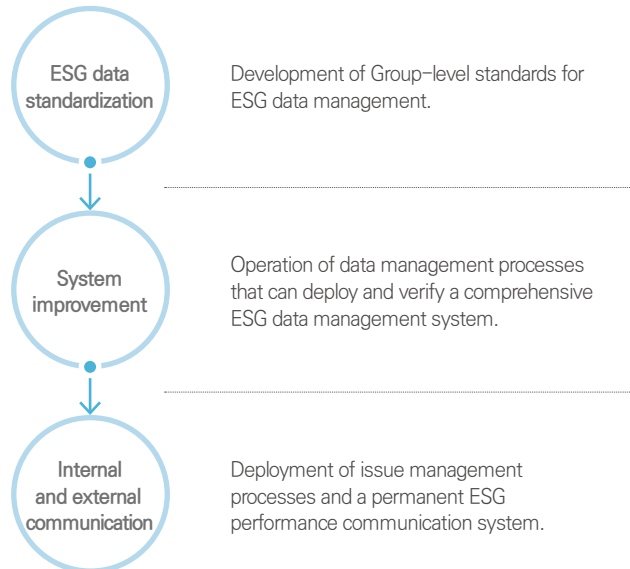 ESG data
standardization
Development of Group-level standards for
ESG data management.
System
improvement
Operation of data management processes
that can deploy and verify a comprehensive
ESG data management system.
Internal
and external
communication
Deployment of issue management
processes and a permanent ESG
performance communication system.